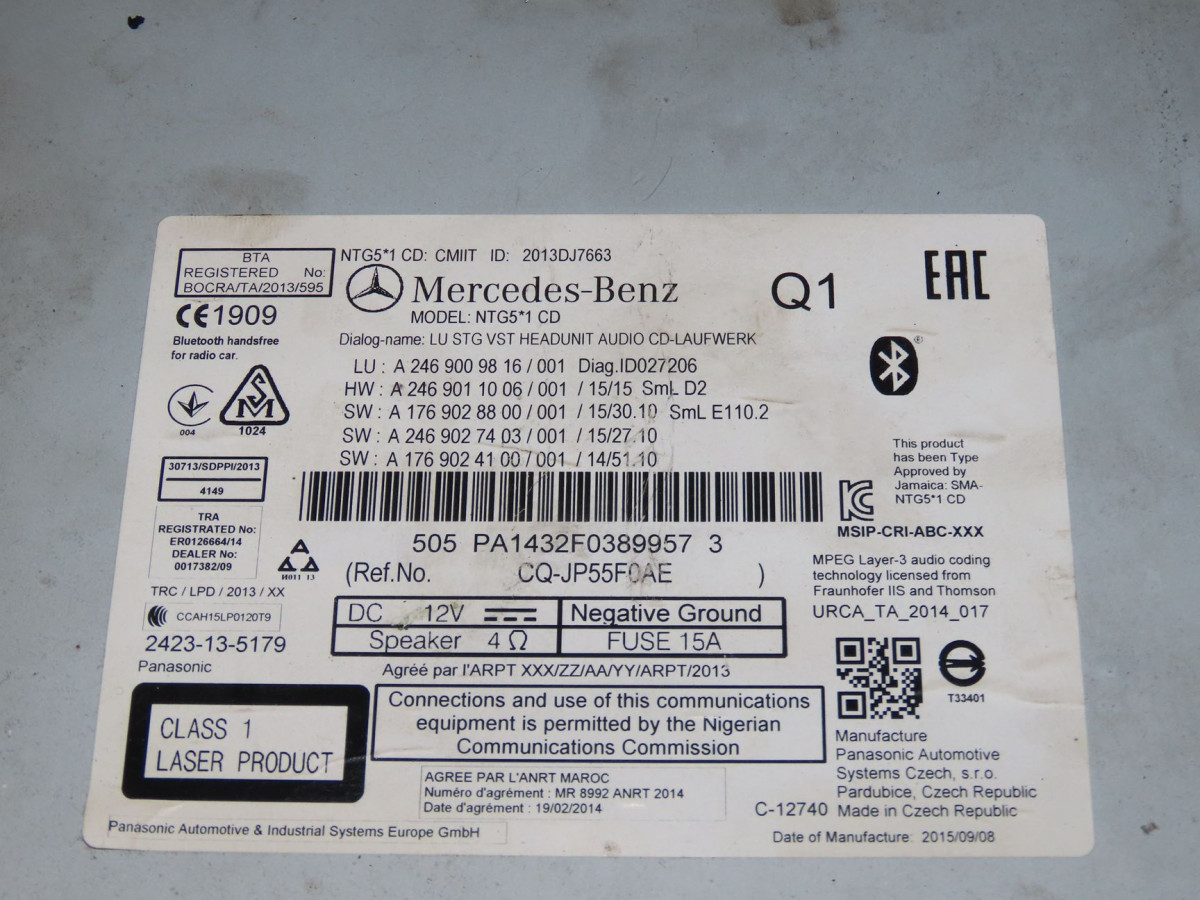 BTA
REGISTERED No:
BOCRA/TA/2013/595
NTG5*1 CD: CMIIT ID: 2013DJ7663
Mercedes-Benz
MODEL: NTG5*1 CD
Q1
EAC
CE1909
Bluetooth handsfree
for radio car.
Dialog-name: LU STG VST HEADUNIT AUDIO CD-LAUFWERK
LU : A 246 900 98 16 / 001 Diag.ID027206
HW : A 246 901 10 06 / 001 / 15/15 SmL D2
SW : A 176 902 88 00 / 001 / 15/30.10 SmL E110.2
SW : A 246 902 74 03 / 001 / 15/27.10
SW : A 176 902 41 00 / 001 / 14/51.10
004
SM
1024
30713/SDPPI/2013
4149
TRA
REGISTRATED No:
ER0126664/14
DEALER No:
0017382/09
И011 13
TRC / LPD / 2013 / XX
CCAH15LP0120T9
2423-13-5179
Panasonic
505 PA1432F0389957 3
(Ref.No. CQ-JP55F0AE )
DC 12V
Negative Ground
Speaker 4 Ω
FUSE 15A
Agréé par l'ARPT XXX/ZZ/AA/YY/ARPT/2013
Connections and use of this communications
equipment is permitted by the Nigerian
Communications Commission
CLASS 1
LASER PRODUCT
AGREE PAR L'ANRT MAROC
Numéro d'agrément : MR 8992 ANRT 2014
Date d'agrément : 19/02/2014
Panasonic Automotive & Industrial Systems Europe GmbH
®
This product
has been Type
Approved by
Jamaica: SMA-
NTG5*1 CD
MSIP-CRI-ABC-XXX
MPEG Layer-3 audio coding
technology licensed from
Fraunhofer IIS and Thomson
URCA_TA_2014_017
T33401
Manufacture
Panasonic Automotive
Systems Czech, s.r.o.
Pardubice, Czech Republic
C-12740 Made in Czech Republic
Date of Manufacture: 2015/09/08